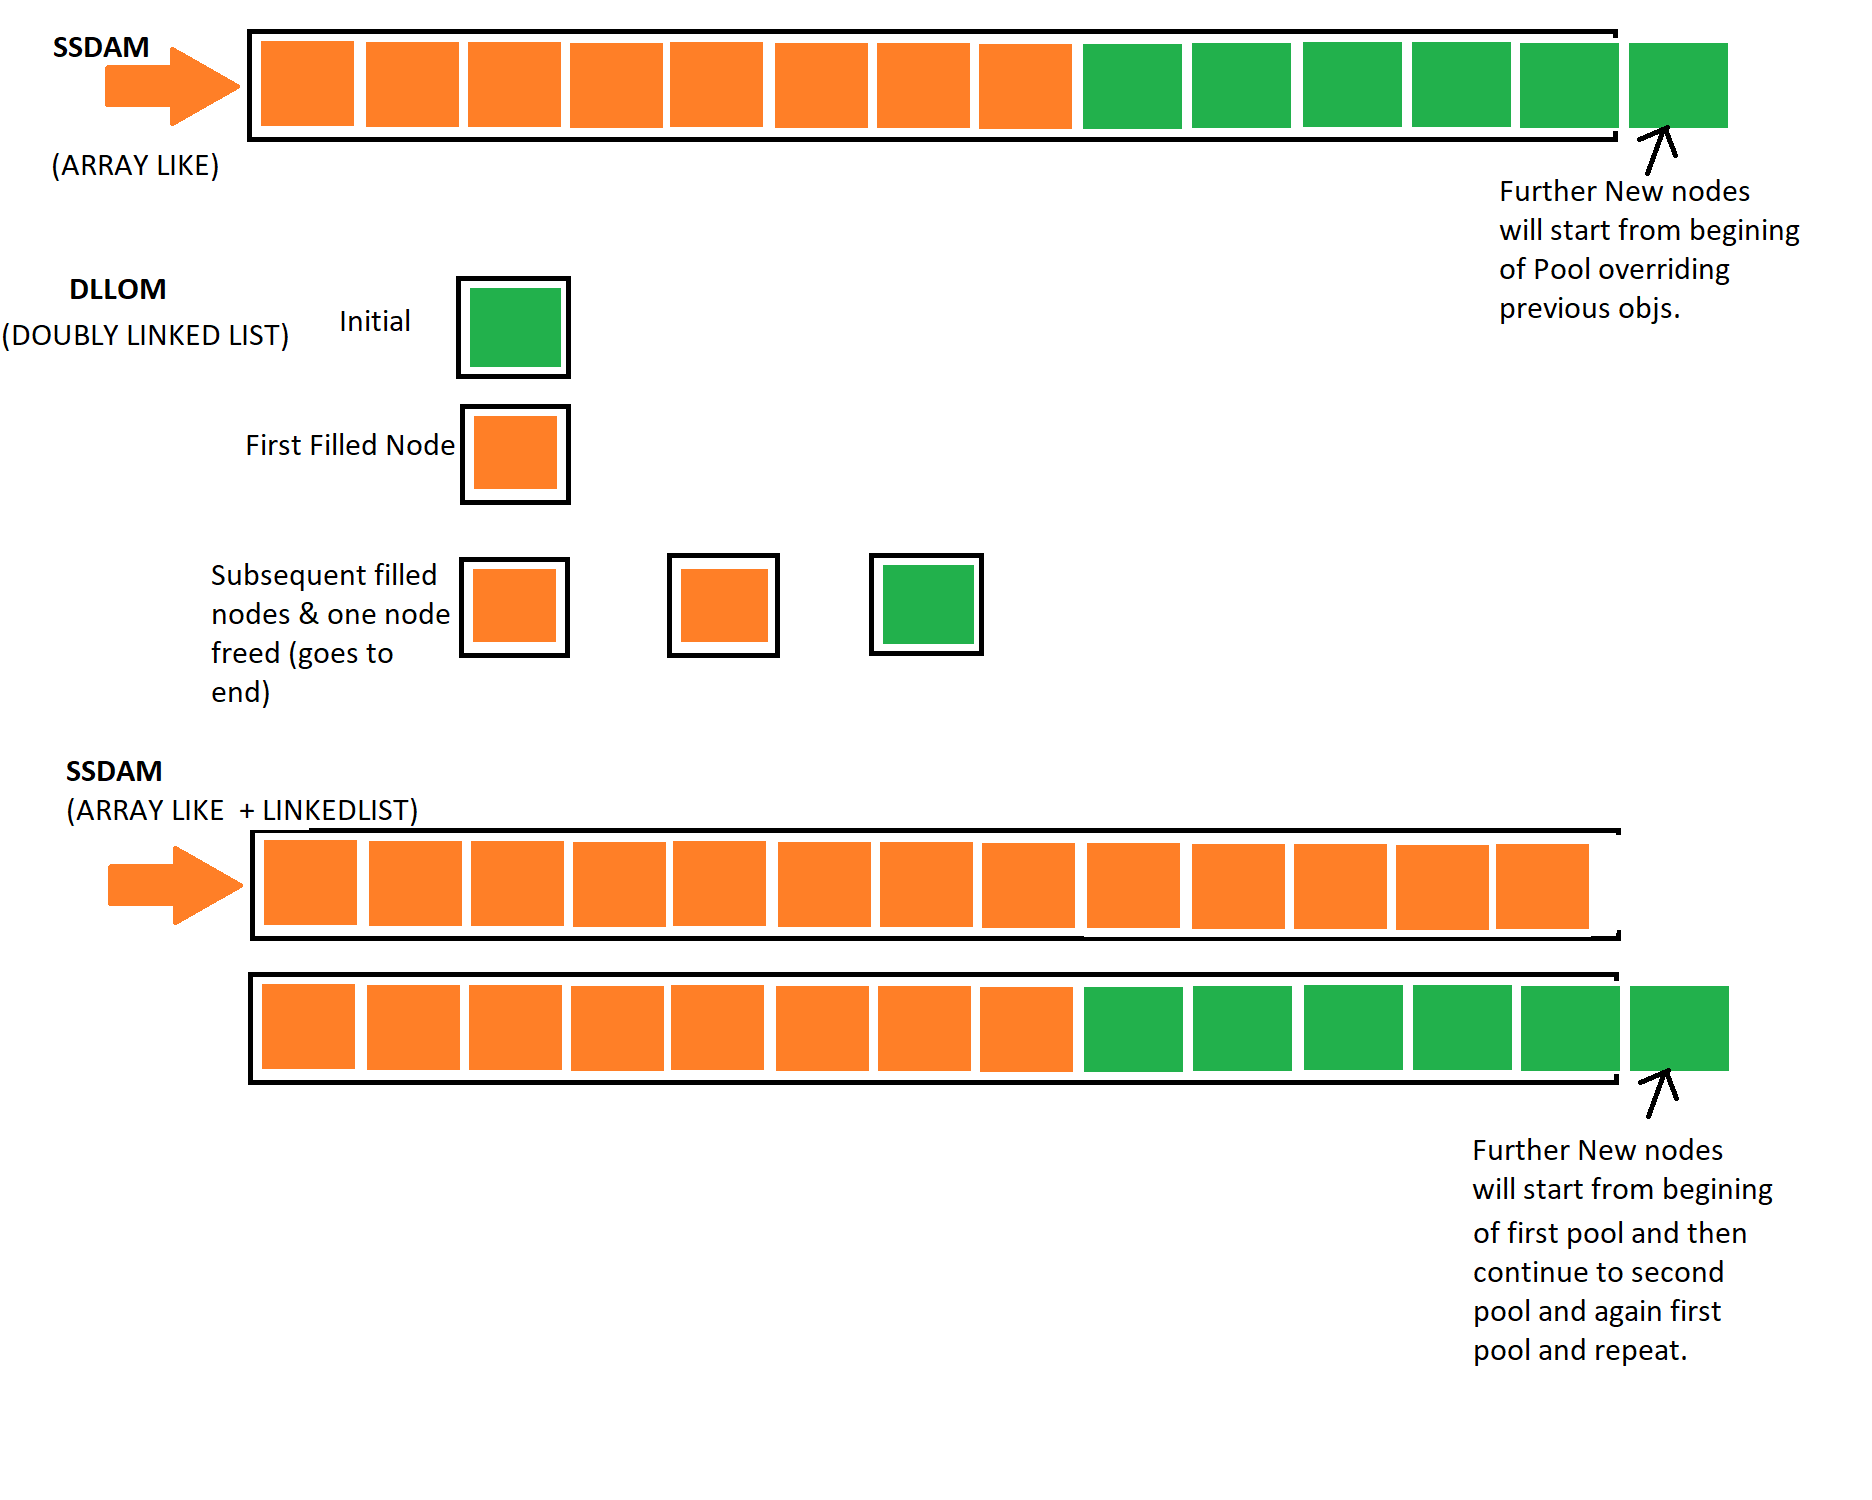 SSDAM
(ARRAY LIKE)
Further New nodes
will start from begining
of Pool overriding
previous objs.
DLLOM
(DOUBLY LINKED LIST)
Initial
First Filled Node
Subsequent filled
nodes & one node
freed (goes to
end)
SSDAM
(ARRAY LIKE + LINKEDLIST)
Further New nodes
will start from begining
of first pool and then
continue to second
pool and again first
pool and repeat.